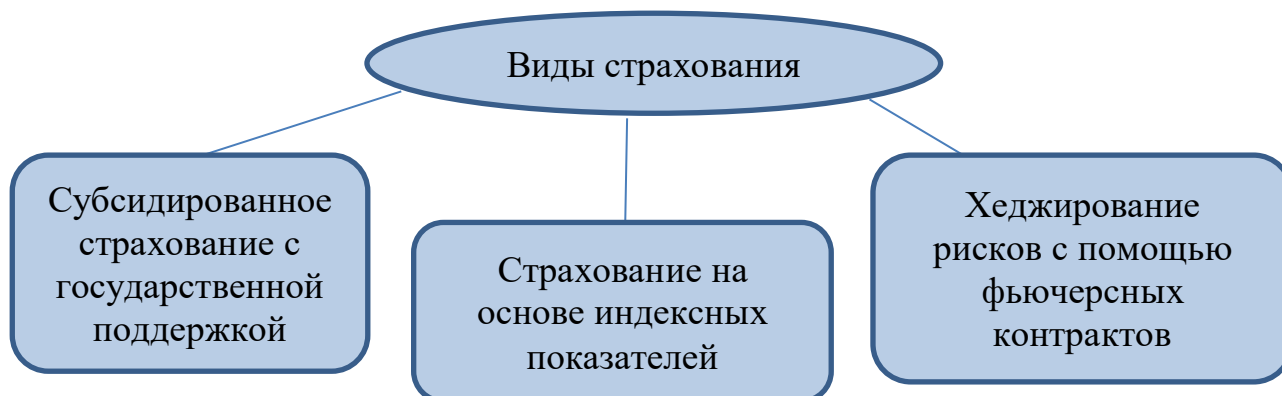 Виды страхования
Субсидированное
страхование с
государственной
поддержкой
Страхование на
основе индексных
показателей
Хеджирование
рисков с помощью
фьючерсных
контрактов